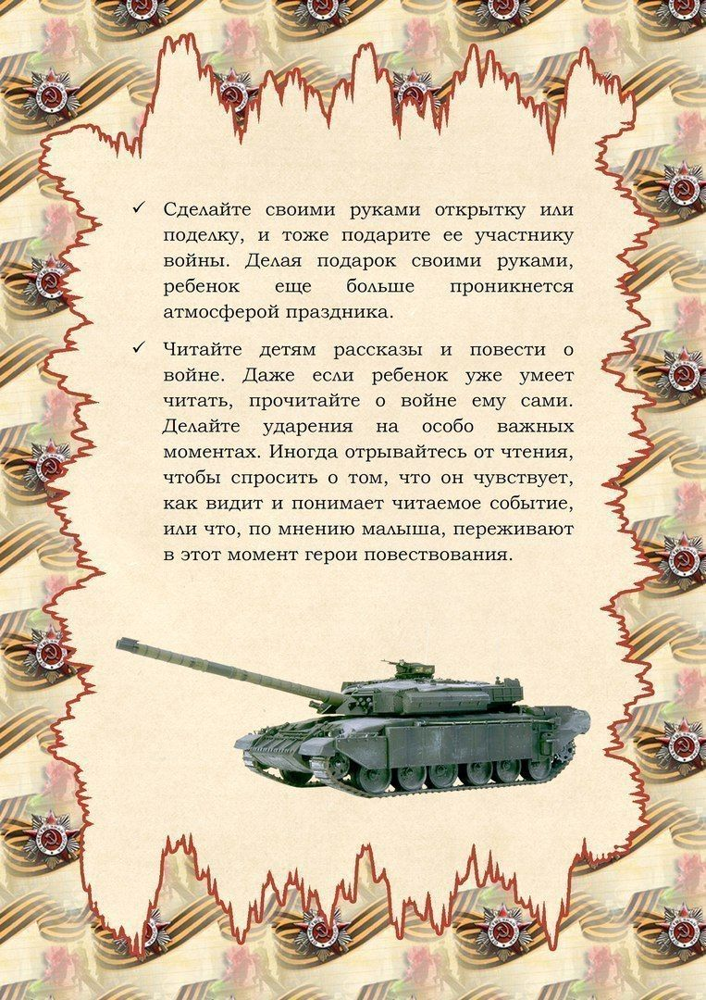 ✓ Сделайте своими руками открытку или
поделку, и тоже подарите ее участнику
войны. Делая подарок своими руками,
ребенок еще больше проникнется
атмосферой праздника.
✓ Читайте детям рассказы и повести о
войне. Даже если ребенок уже умеет
читать, прочитайте о войне ему сами.
Делайте ударения на особо важных
моментах. Иногда отрывайтесь от чтения,
чтобы спросить о том, что он чувствует,
как видит и понимает читаемое событие,
или что, по мнению малыша, переживают
в этот момент герои повествования.